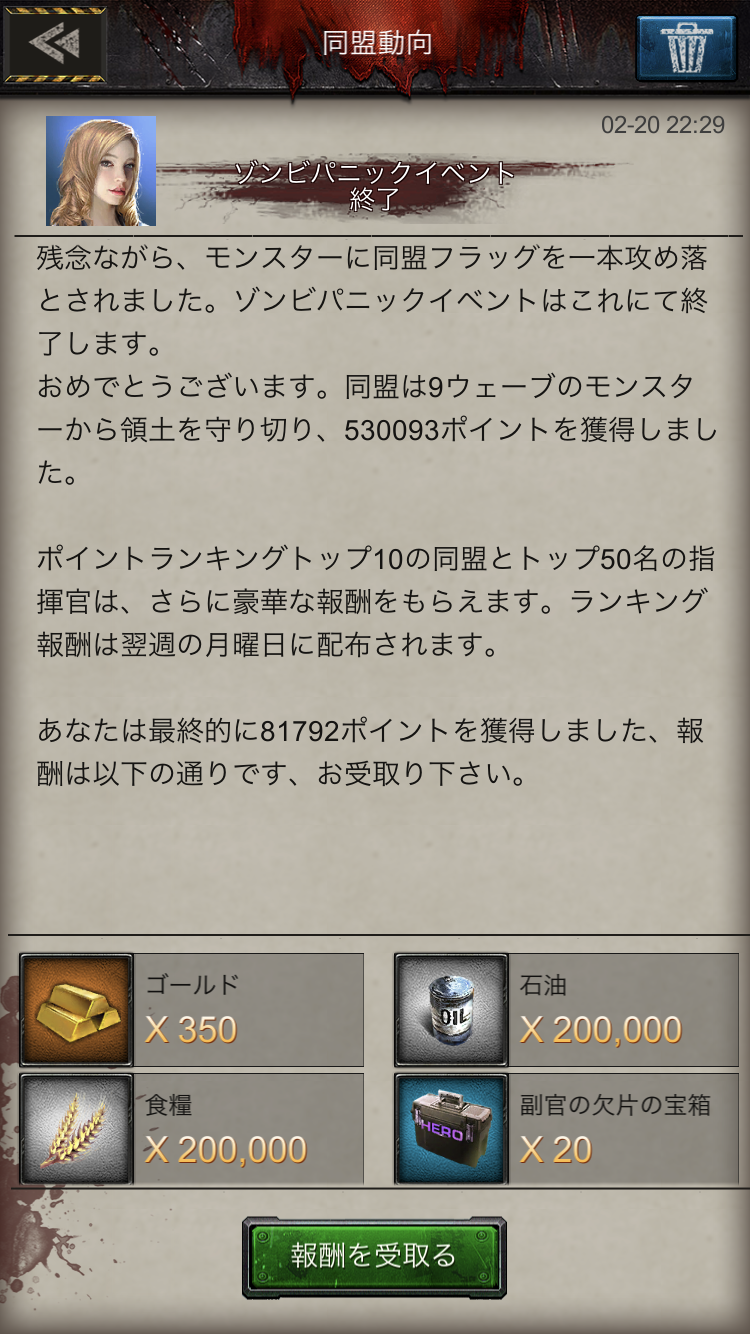 同盟動向
02-20 22:29
ゾンビパニックイベント
終了
残念ながら、モンスターに同盟フラッグを一本攻め落
とされました。ゾンビパニックイベントはこれにて終
了します。
おめでとうございます。同盟は9ウェーブのモンスタ
ーから領土を守り切り、530093ポイントを獲得しまし
た。
ポイントランキングトップ10の同盟とトップ50名の指
揮官は、さらに豪華な報酬をもらえます。ランキング
報酬は翌週の月曜日に配布されます。
あなたは最終的に81792ポイントを獲得しました、報
酬は以下の通りです、お受取り下さい。
ゴールド
X 350
OIL
石油
X 200,000
食糧
X 200,000
HERO
副官の欠片の宝箱
X 20
報酬を受取る